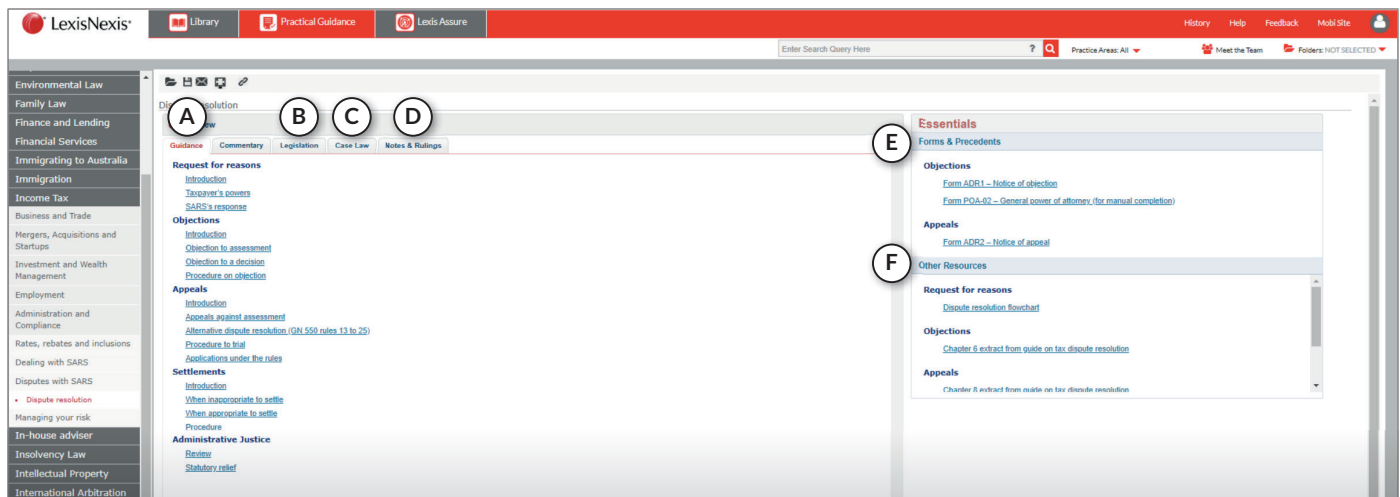 LexisNexis®
Library
Practical Guidance
Lexis Assure
History
Help
Feedback
Mobi Site
Enter Search Query Here
?
Practice Areas: All
Meet the Team
Folders: NOT SELECTED
Environmental Law
Family Law
Finance and Lending
Financial Services
Immigrating to Australia
Immigration
Income Tax
Business and Trade
Mergers, Acquisitions and
Startups
Investment and Wealth
Management
Employment
Administration and
Compliance
Rates, rebates and inclusions
Dealing with SARS
Disputes with SARS
• Dispute resolution
Managing your risk
In-house adviser
Insolvency Law
Intellectual Property
International Arbitration
A
B
C
D
Guidance
Commentary
Legislation
Case Law
Notes & Rulings
Request for reasons
Introduction
Taxpayer's powers
SARS's response
Objections
Introduction
Objection to assessment
Objection to a decision
Procedure on objection
Appeals
Introduction
Appeals against assessment
Alternative dispute resolution (GN 550 rules 13 to 25)
Procedure to trial
Applications under the rules
Settlements
Introduction
When inappropriate to settle
When appropriate to settle
Procedure
Administrative Justice
Review
Statutory relief
Essentials
E
Forms & Precedents
Objections
Form ADR1 – Notice of objection
Form POA-02 – General power of attorney (for manual completion)
Appeals
Form ADR2 – Notice of appeal
F
Other Resources
Request for reasons
Dispute resolution flowchart
Objections
Chapter 6 extract from guide on tax dispute resolution
Appeals
Chapter 8 extract from guide on tax dispute resolution